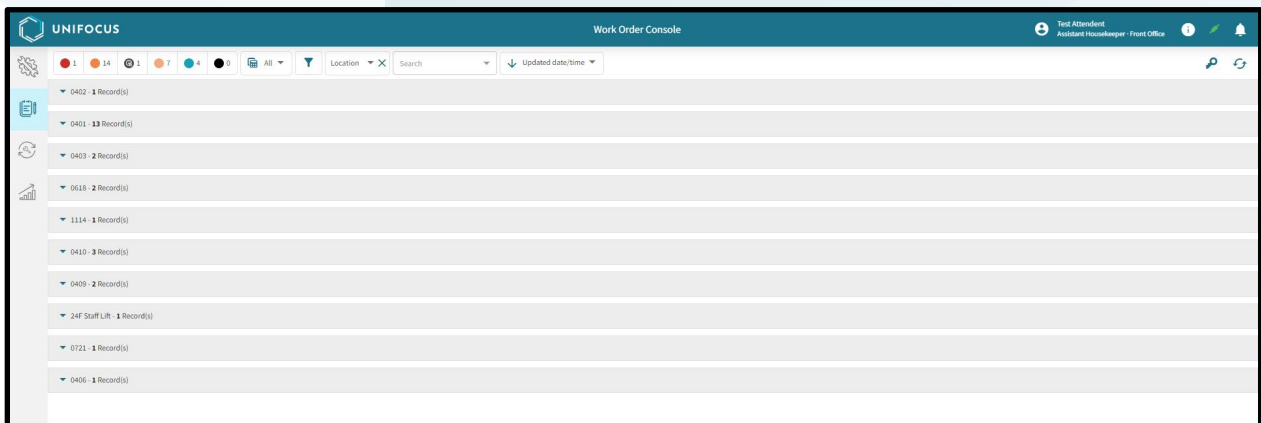 UNIFOCUS
Work Order Console
Test Attendent
Assistant Housekeeper - Front Office
1 14 1 7 4 0 All Location Search Updated date/time
0402 - 1 Record(s)
0401 - 13 Record(s)
0403 - 2 Record(s)
0618 - 2 Record(s)
1114 - 1 Record(s)
0410 - 3 Record(s)
0409 - 2 Record(s)
24F Staff Lift - 1 Record(s)
0721 - 1 Record(s)
0406 - 1 Record(s)